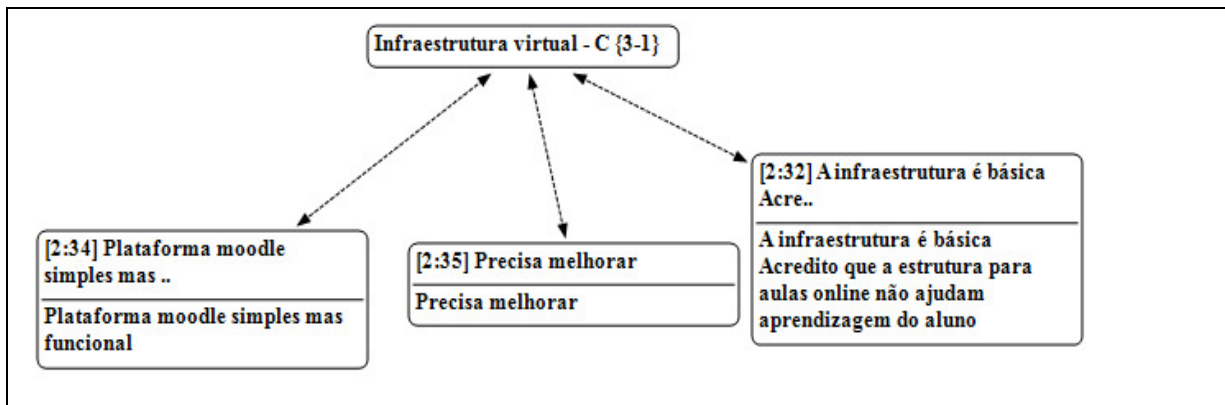 Infraestrutura virtual - C {3-1}
[2:34] Plataforma moodle
simples mas ..
Plataforma moodle simples mas
funcional
[2:35] Precisa melhorar
Precisa melhorar
[2:32] A infraestrutura é básica
Acre..
A infraestrutura é básica
Acredito que a estrutura para
aulas online não ajudam
aprendizagem do aluno